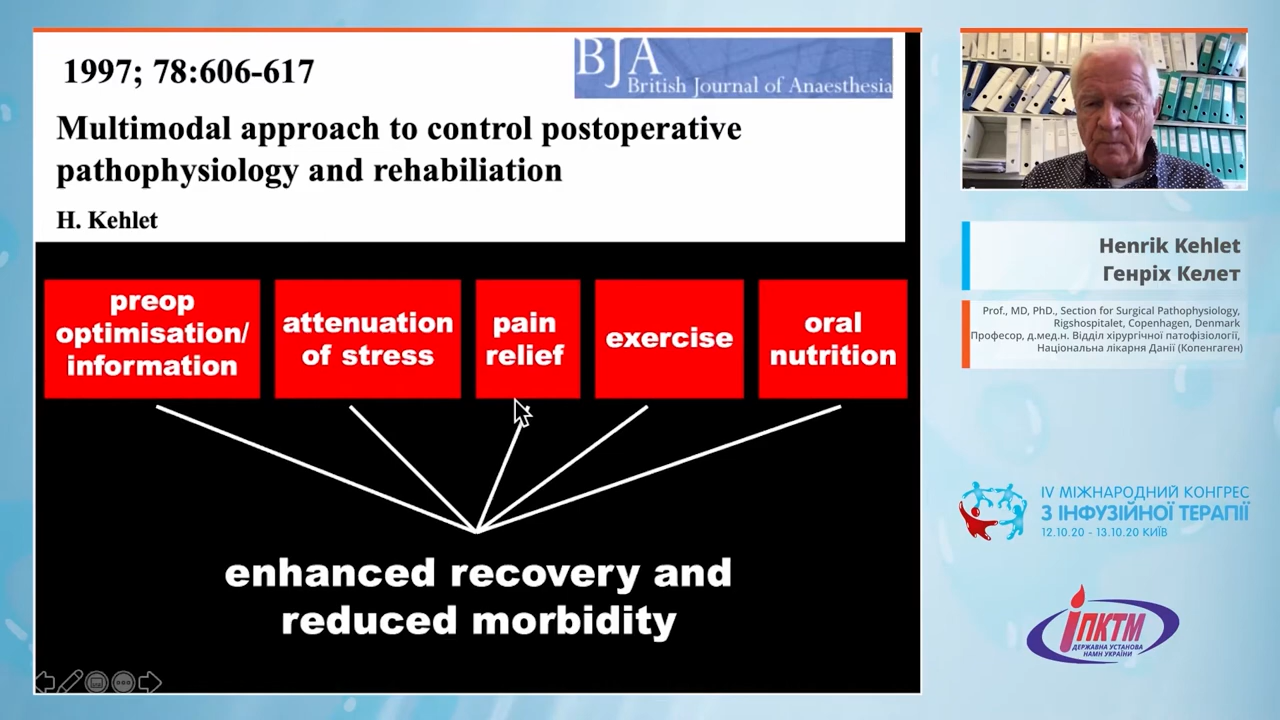 1997; 78:606-617
BJA
British Journal of Anaesthesia
Multimodal approach to control postoperative
pathophysiology and rehabiliation
H. Kehlet
preop
optimisation/
information
attenuation
of stress
pain
relief
exercise
oral
nutrition
enhanced recovery and
reduced morbidity
Henrik Kehlet
Генріх Келет
Prof., MD, PhD., Section for Surgical Pathophysiology,
Rigshospitalet, Copenhagen, Denmark
Професор, д.мед.н. Відділ хірургічної патофізіології,
Національна лікарня Данії (Копенгаген)
IV МІЖНАРОДНИЙ КОНГРЕС
З ІНФУЗІЙНОЇ ТЕРАПІЇ
12.10.20 - 13.10.20 КИЇВ
ІПКТМ
ДЕРЖАВНА УСТАНОВА
НАМН УКРАЇНИ